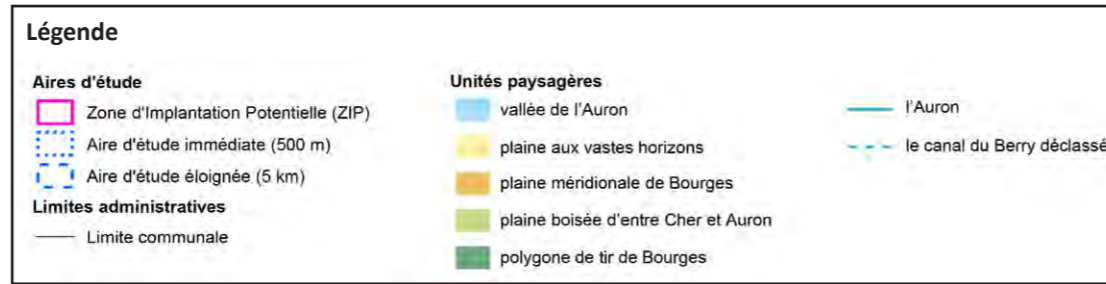 Légende
Aires d'étude
Zone d'Implantation Potentielle (ZIP)
Aire d'étude immédiate (500 m)
Aire d'étude éloignée (5 km)
Limites administratives
Limite communale
Unités paysagères
vallée de l'Auron
plaine aux vastes horizons
plaine méridionale de Bourges
plaine boisée d'entre Cher et Auron
polygone de tir de Bourges
l'Auron
le canal du Berry déclassé